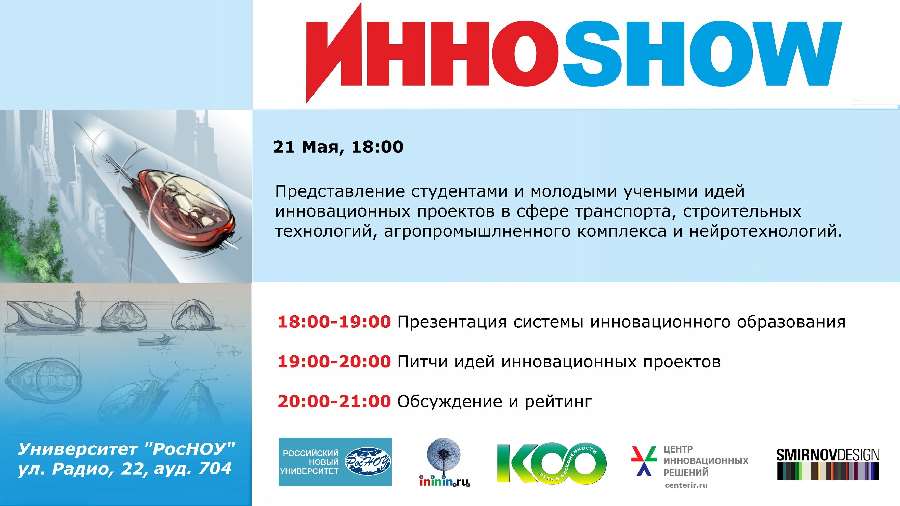 ИННОSHOW
21 Мая, 18:00
Представление студентами и молодыми учеными идей
инновационных проектов в сфере транспорта, строительных
технологий, агропромышлненного комплекса и нейротехнологий.
18:00-19:00 Презентация системы инновационного образования
19:00-20:00 Питчи идей инновационных проектов
20:00-21:00 Обсуждение и рейтинг
Университет "РосНОУ"
ул. Радио, 22, ауд. 704
РОССИЙСКИЙ
НОВЫЙ
УНИВЕРСИТЕТ
РосНОУ
ininin.ru
КОО
ЦЕНТР
ИННОВАЦИОННЫХ
РЕШЕНИЙ
centerir.ru
SMIRNOVDESIGN